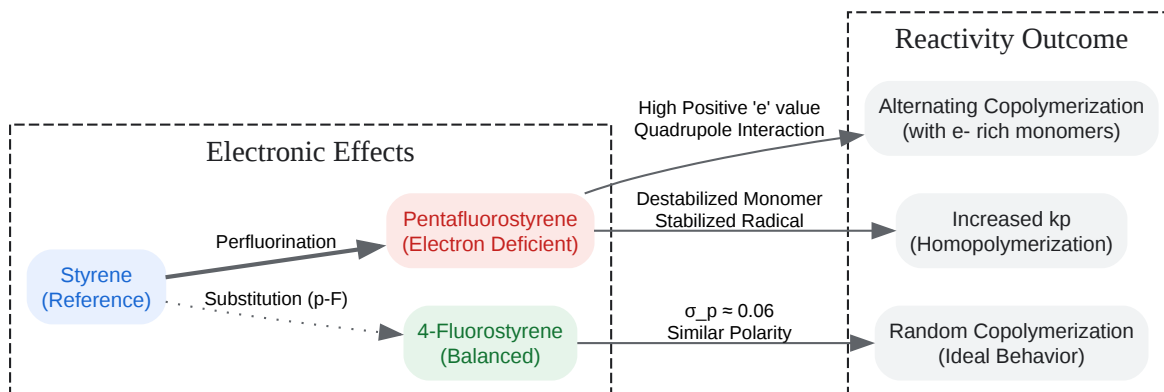 Reactivity Outcome
High Positive 'e' value
Quadrupole Interaction
Alternating Copolymerization
(with e- rich monomers)
Electronic Effects
Destabilized Monomer
Stabilized Radical
Pentafluorostyrene
(Electron Deficient)
Increased kp
(Homopolymerization)
Perfluorination
Styrene
(Reference)
Substitution (p-F)
4-Fluorostyrene
(Balanced)
σ_p ≈ 0.06
Similar Polarity
Random Copolymerization
(Ideal Behavior)